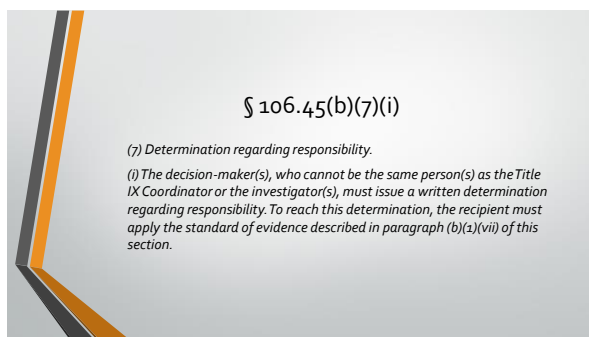 § 106.45(b)(7)(i)
(7) Determination regarding responsibility.
(i) The decision-maker(s), who cannot be the same person(s) as the Title
IX Coordinator or the investigator(s), must issue a written determination
regarding responsibility. To reach this determination, the recipient must
apply the standard of evidence described in paragraph (b)(1)(vii) of this
section.